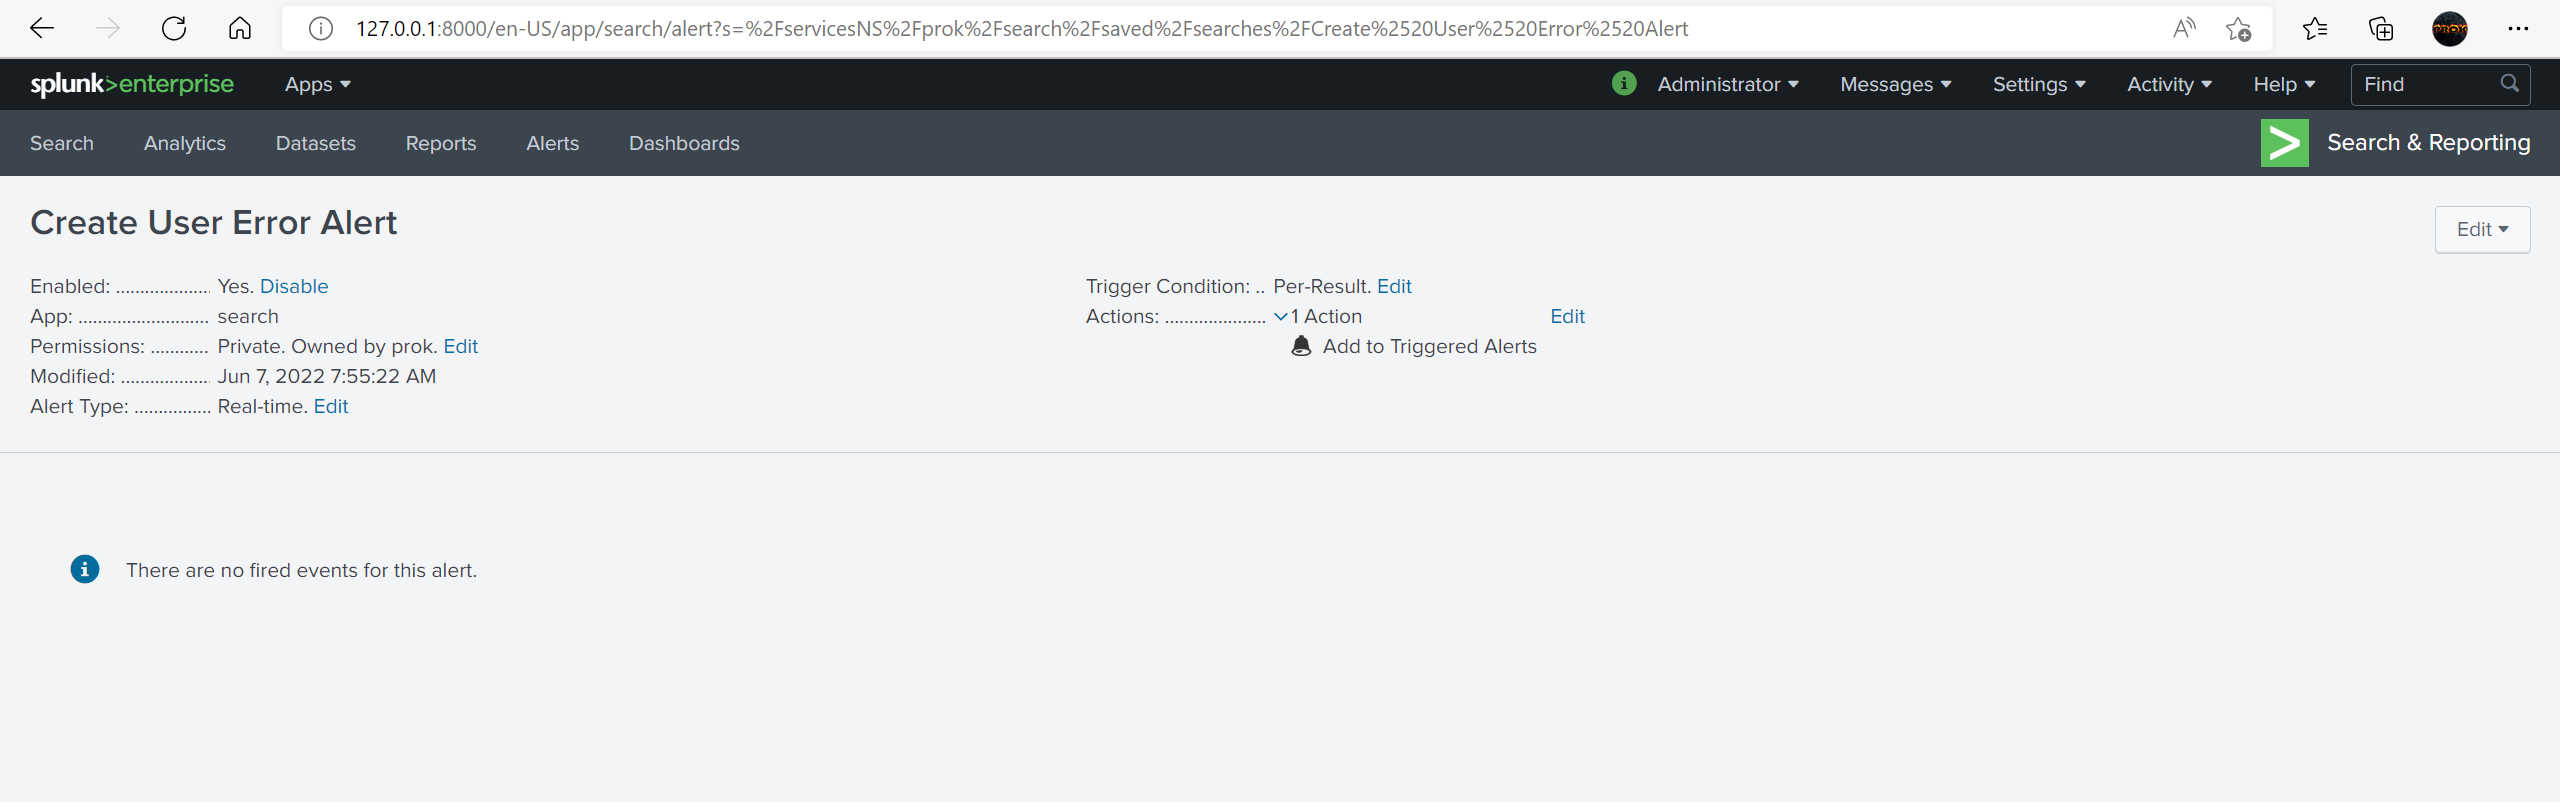 127.0.0.1:8000/en-US/app/search/alert?s=%2FservicesNS%2Fprok%2Fsearch%2Fsaved%2Fsearches%2FCreate%2520User%2520Error%2520Alert
PROK
splunk>enterprise Apps Administrator Messages Settings Activity Help Find
Search Analytics Datasets Reports Alerts Dashboards Search & Reporting
Create User Error Alert
Edit
Enabled: ................... Yes. Disable
App: ........................... search
Permissions: ............ Private. Owned by prok. Edit
Modified: ................... Jun 7, 2022 7:55:22 AM
Alert Type: ................ Real-time. Edit
Trigger Condition: .. Per-Result. Edit
Actions: ..................... 1 Action Edit
Add to Triggered Alerts
There are no fired events for this alert.